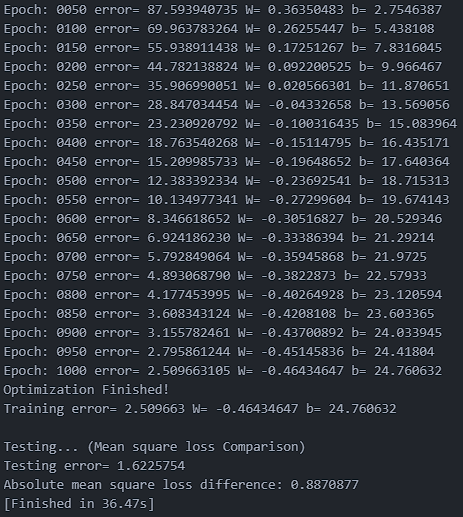 Epoch: 0050 error= 87.593940735 W= 0.36350483 b= 2.7546387
Epoch: 0100 error= 69.963783264 W= 0.26255447 b= 5.438108
Epoch: 0150 error= 55.938911438 W= 0.17251267 b= 7.8316045
Epoch: 0200 error= 44.782138824 W= 0.092200525 b= 9.966467
Epoch: 0250 error= 35.906990051 W= 0.020566301 b= 11.870651
Epoch: 0300 error= 28.847034454 W= -0.04332658 b= 13.569056
Epoch: 0350 error= 23.230920792 W= -0.100316435 b= 15.083964
Epoch: 0400 error= 18.763540268 W= -0.15114795 b= 16.435171
Epoch: 0450 error= 15.209985733 W= -0.19648652 b= 17.640364
Epoch: 0500 error= 12.383392334 W= -0.23692541 b= 18.715313
Epoch: 0550 error= 10.134977341 W= -0.27299604 b= 19.674143
Epoch: 0600 error= 8.346618652 W= -0.30516827 b= 20.529346
Epoch: 0650 error= 6.924186230 W= -0.33386394 b= 21.29214
Epoch: 0700 error= 5.792849064 W= -0.35945868 b= 21.9725
Epoch: 0750 error= 4.893068790 W= -0.3822873 b= 22.57933
Epoch: 0800 error= 4.177453995 W= -0.40264928 b= 23.120594
Epoch: 0850 error= 3.608343124 W= -0.4208108 b= 23.603365
Epoch: 0900 error= 3.155782461 W= -0.43700892 b= 24.033945
Epoch: 0950 error= 2.795861244 W= -0.45145836 b= 24.41804
Epoch: 1000 error= 2.509663105 W= -0.46434647 b= 24.760632
Optimization Finished!
Training error= 2.509663 W= -0.46434647 b= 24.760632
Testing... (Mean square loss Comparison)
Testing error= 1.6225754
Absolute mean square loss difference: 0.8870877
[Finished in 36.47s]